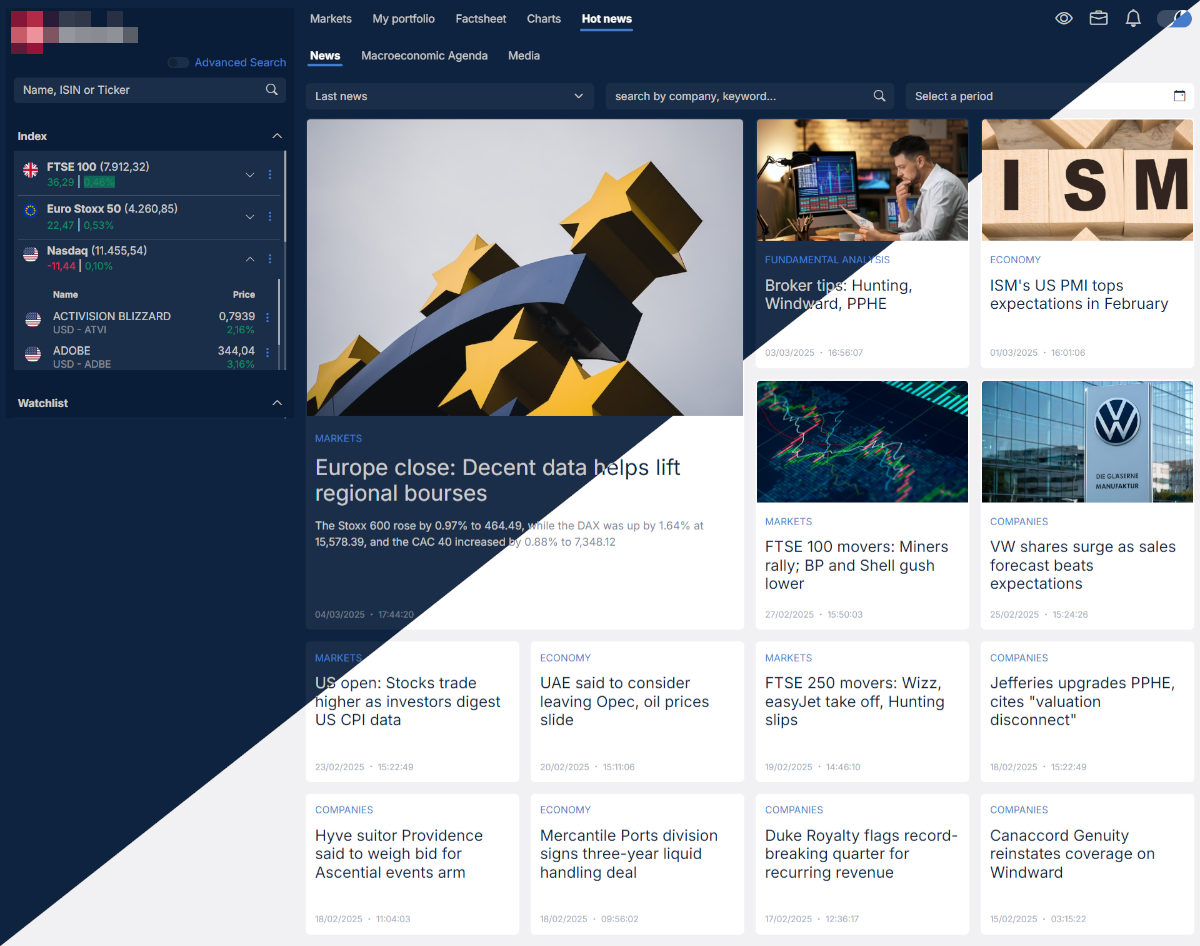 Markets My portfolio Factsheet Charts Hot news
Advanced Search
News Macroeconomic Agenda Media
Name, ISIN or Ticker
Last news
search by company, keyword...
Select a period
Index
FTSE 100 (7.912,32)
36,29 | 0,46%
Euro Stoxx 50 (4.260,85)
22,47 | 0,53%
Nasdaq (11.455,54)
-11,44 | 0,10%
Name Price
ACTIVISION BLIZZARD 0,7939
USD - ATVI 2,16%
ADOBE 344,04
USD - ADBE 3,16%
Watchlist
MARKETS
Europe close: Decent data helps lift
regional bourses
The Stoxx 600 rose by 0.97% to 464.49, while the DAX was up by 1.64% at
15,578.39, and the CAC 40 increased by 0.88% to 7,348.12
04/03/2025 · 17:44:20
FUNDAMENTAL ANALYSIS
Broker tips: Hunting,
Windward, PPHE
03/03/2025 · 16:56:07
ISM
ECONOMY
ISM's US PMI tops
expectations in February
01/03/2025 · 16:01:06
MARKETS
FTSE 100 movers: Miners
rally; BP and Shell gush
lower
27/02/2025 · 15:50:03
DIE GLÄSERNE
MANUFAKTUR
COMPANIES
VW shares surge as sales
forecast beats
expectations
25/02/2025 · 15:24:26
MARKETS
US open: Stocks trade
higher as investors digest
US CPI data
23/02/2025 · 15:22:49
ECONOMY
UAE said to consider
leaving Opec, oil prices
slide
20/02/2025 · 15:11:06
MARKETS
FTSE 250 movers: Wizz,
easyJet take off, Hunting
slips
19/02/2025 · 14:46:10
COMPANIES
Jefferies upgrades PPHE,
cites "valuation
disconnect"
18/02/2025 · 15:22:49
COMPANIES
Hyve suitor Providence
said to weigh bid for
Ascential events arm
18/02/2025 · 11:04:03
ECONOMY
Mercantile Ports division
signs three-year liquid
handling deal
18/02/2025 · 09:56:02
COMPANIES
Duke Royalty flags record-
breaking quarter for
recurring revenue
17/02/2025 · 12:36:17
COMPANIES
Canaccord Genuity
reinstates coverage on
Windward
15/02/2025 · 03:15:22